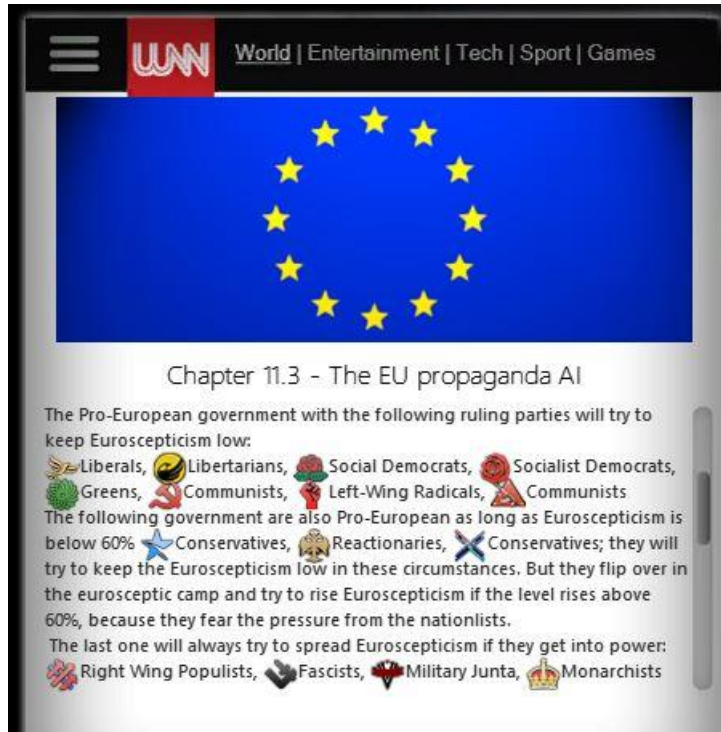 WNN World | Entertainment | Tech | Sport | Games
Chapter 11.3 - The EU propaganda AI
The Pro-European government with the following ruling parties will try to
keep Euroscepticism low:
Liberals, Libertarians, Social Democrats, Socialist Democrats,
Greens, Communists, Left-Wing Radicals, Communists
The following government are also Pro-European as long as Euroscepticism is
below 60% Conservatives, Reactionaries, Conservatives; they will
try to keep the Euroscepticism low in these circumstances. But they flip over in
the eurosceptic camp and try to rise Euroscepticism if the level rises above
60%, because they fear the pressure from the nationlists.
The last one will always try to spread Euroscepticism if they get into power:
Right Wing Populists, Fascists, Military Junta, Monarchists